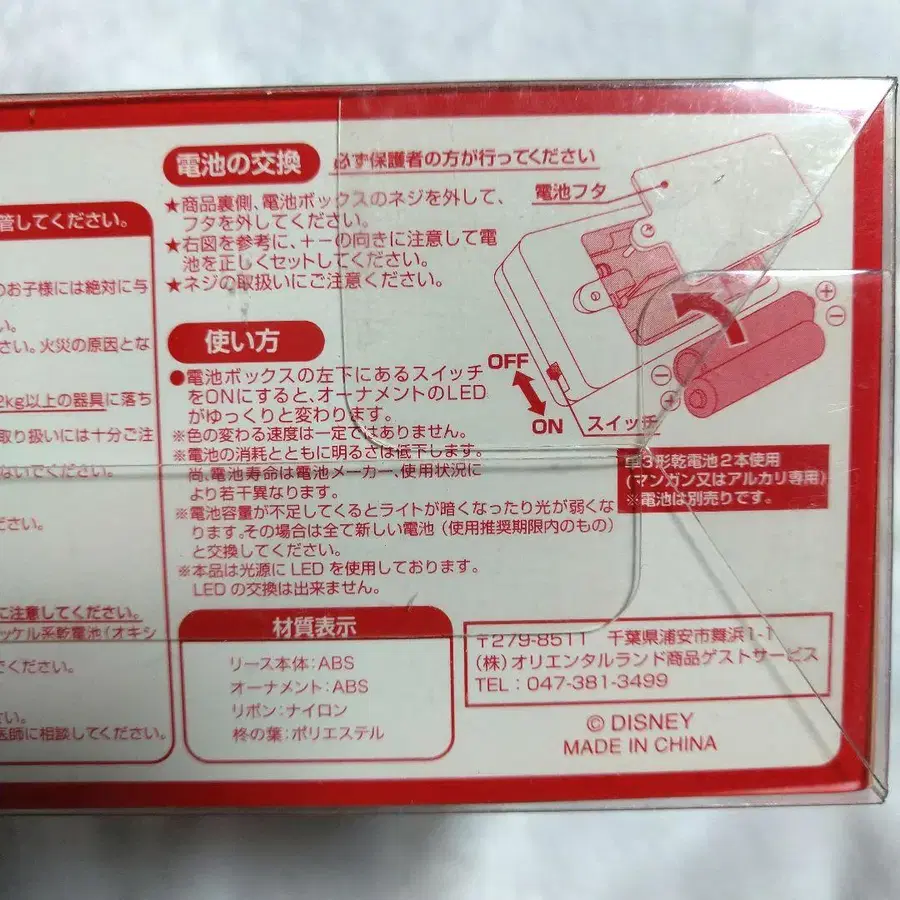 管してください。
のお子様には絶対に与
い。
さい。火災の原因とな
2kg以上の器具に落ち
取り扱いには十分ご注
ないでください。
ださい。
に注意してください。
ッケル系乾電池(オキシ
ください。
さい。
医師に相談してください。
電池の交換
必ず保護者の方が行ってください
★商品裏側、電池ボックスのネジを外して、
フタを外してください。
★右図を参考に、+-の向きに注意して電
池を正しくセットしてください。
★ネジの取扱いにご注意ください。
電池フタ
+
-
-
+
OFF
ON
スイッチ
単3形乾電池2本使用
(マンガン又はアルカリ専用)
※電池は別売りです。
使い方
●電池ボックスの左下にあるスイッチ
をONにすると、オーナメントのLED
がゆっくりと変わります。
※色の変わる速度は一定ではありません。
※電池の消耗とともに明るさは低下します。
尚、電池寿命は電池メーカー、使用状況に
より若干異なります。
※電池容量が不足してくるとライトが暗くなったり光が弱くな
ります。その場合は全て新しい電池(使用推奨期限内のもの)
と交換してください。
※本品は光源にLEDを使用しております。
LEDの交換は出来ません。
材質表示
リース本体:ABS
オーナメント:ABS
リボン:ナイロン
柊の葉:ポリエステル
〒279-8511 千葉県浦安市舞浜1-1
(株)オリエンタルランド商品ゲストサービス
TEL:047-381-3499
© DISNEY
MADE IN CHINA